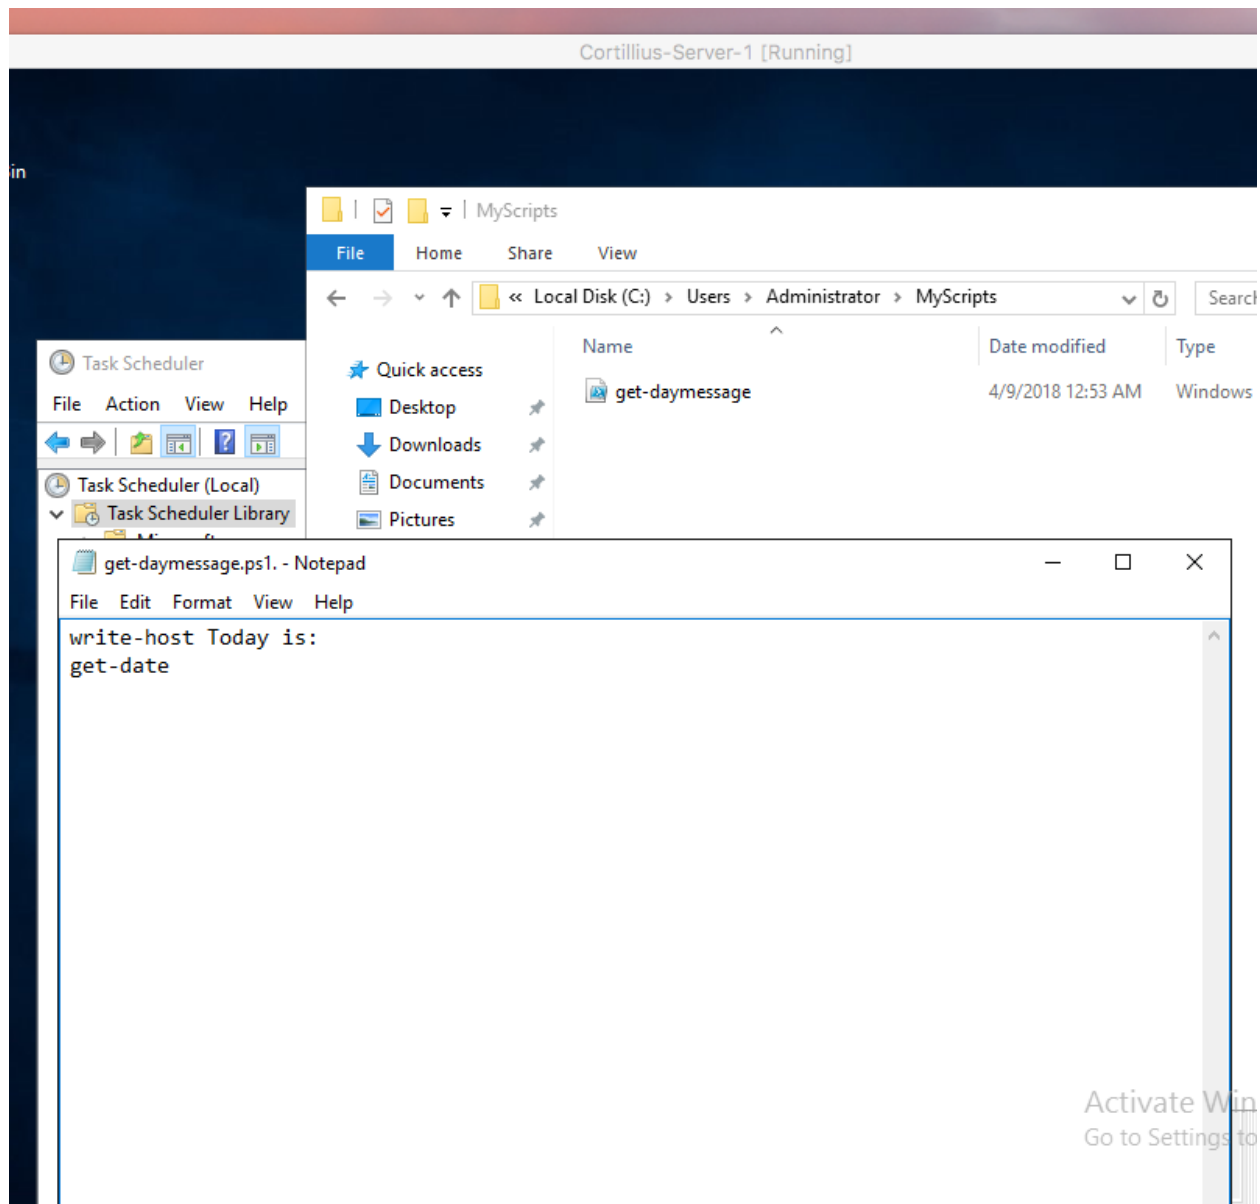 Cortillius-Server-1 [Running]
in
MyScripts
File Home Share View
« Local Disk (C:) > Users > Administrator > MyScripts
Search
Name Date modified Type
Quick access
get-daymessage 4/9/2018 12:53 AM Windows
Desktop
Downloads
Documents
Pictures
Task Scheduler
File Action View Help
Task Scheduler (Local)
Task Scheduler Library
get-daymessage.ps1. - Notepad
File Edit Format View Help
write-host Today is:
get-date
Activate Win
Go to Settings to